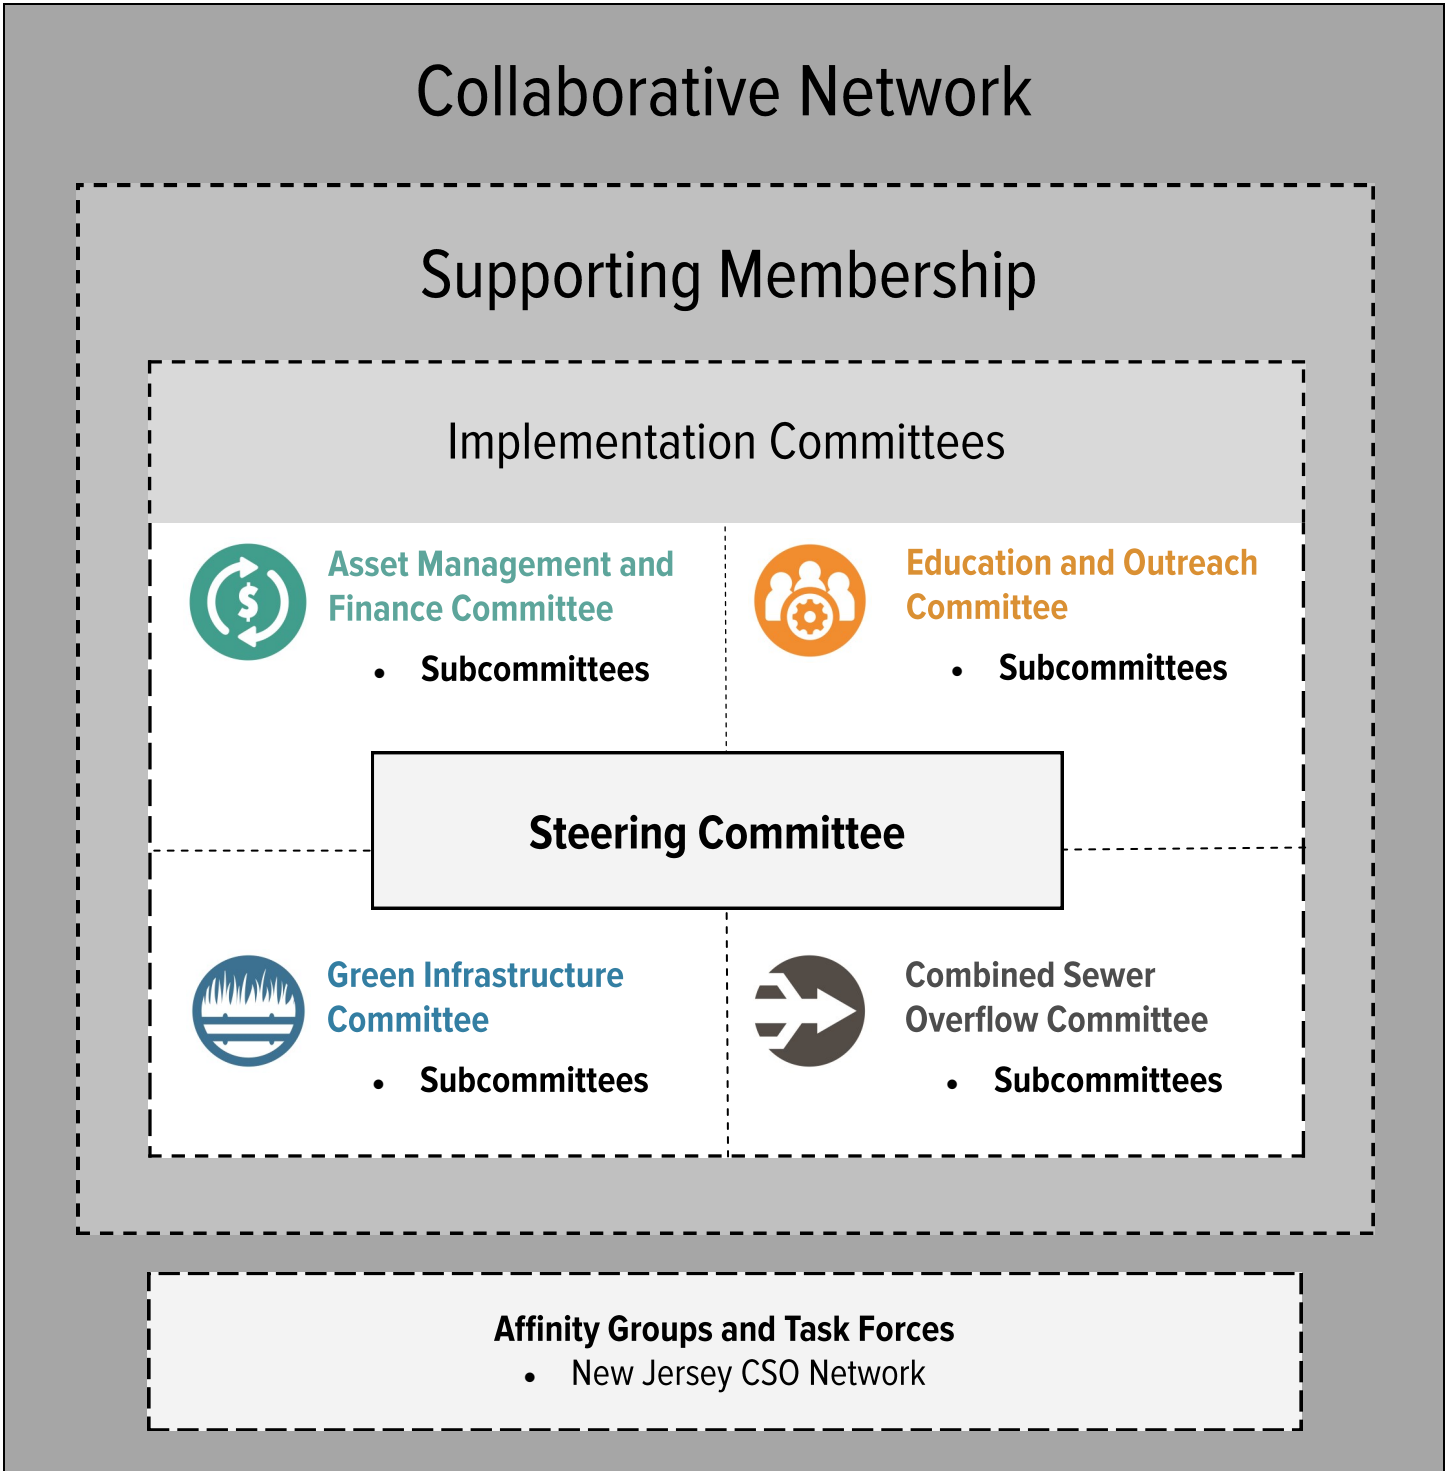 Collaborative Network
Supporting Membership
Implementation Committees
Asset Management and
Finance Committee
• Subcommittees
Education and Outreach
Committee
• Subcommittees
Steering Committee
Green Infrastructure
Committee
• Subcommittees
Combined Sewer
Overflow Committee
• Subcommittees
Affinity Groups and Task Forces
• New Jersey CSO Network